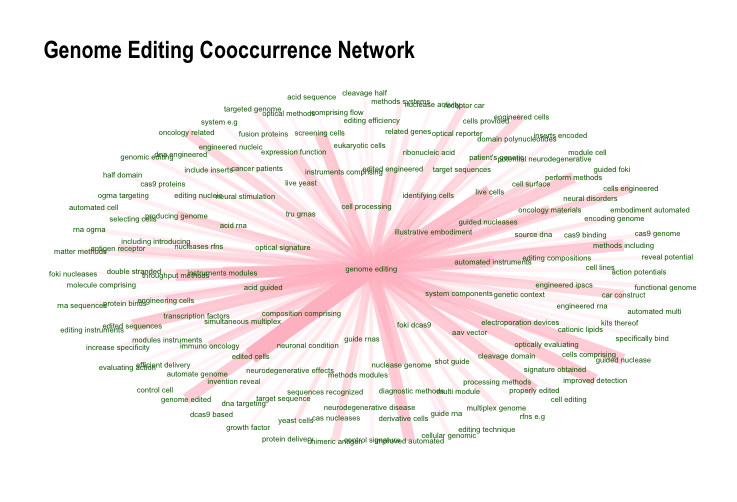 Genome Editing Cooccurrence Network
cleavage half
acid sequence
methods systems
nuclease activity
receptor car
targeted genome
optical methods
comprising flow
engineered cells
system e.g
editing efficiency
cells provided
oncology related
fusion proteins
screening cells
related genes
optical reporter
inserts encoded
domain polynucleotides
engineered nucleic
eukaryotic cells
genomic editing
dna engineered
expression function
ribonucleic acid
patient's genetic
potential neurodegenerative
module cell
include inserts
cancer patients
instruments comprising
edited engineered
target sequences
guided foki
half domain
perform methods
cas9 proteins
live yeast
cell surface
cells engineered
ogma targeting
editing nuclease
neural stimulation
identifying cells
live cells
neural disorders
automated cell
selecting cells
producing genome
tru grnas
cell processing
oncology materials
encoding genome
embodiment automated
rna ogrna
acid rna
illustrative embodiment
guided nucleases
source dna
cas9 binding
cas9 genome
matter methods
antigen receptor
including introducing
nucleases rfns
optical signature
methods including
reveal potential
foki nucleases
double stranded
throughput methods
instruments modules
genome editing
automated instruments
editing compositions
cell lines
action potentials
molecule comprising
acid guided
engineered ipscs
functional genome
rna sequences
protein binds
engineering cells
system components
genetic context
car construct
engineered rna
automated multi
editing instruments
edited sequences
transcription factors
simultaneous multiplex
composition comprising
foki dcas9
aav vector
electroporation devices
cationic lipids
kits thereof
increase specificity
modules instruments
immuno oncology
neuronal condition
guide rnas
optically evaluating
specifically bind
evaluating action
efficient delivery
edited cells
nuclease genome
shot guide
cleavage domain
cells comprising
guided nuclease
automate genome
invention reveal
neurodegenerative effects
methods modules
signature obtained
improved detection
control cell
genome edited
dna targeting
target sequence
sequences recognized
diagnostic methods
multi module
processing methods
properly edited
cell editing
dcas9 based
neurodegenerative disease
guide rna
multiplex genome
rfns e.g
growth factor
yeast cells
cas nucleases
derivative cells
editing technique
protein delivery
chimeric antigen
control signature
improved automated
cellular genomic